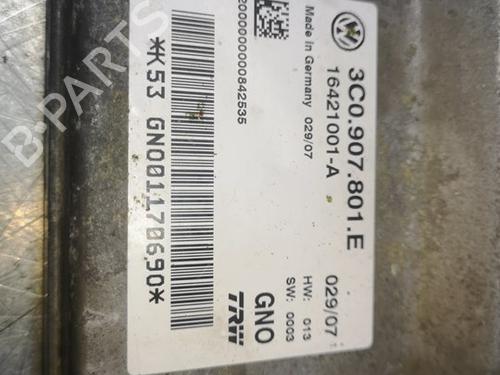 3C0.907.801.E
16421001-A
Made in Germany 029/07
20000000000842535
*K53 GNO011170690*
029/07
HW: 013
SW: 0003
GNO
TRW
B-PARTS